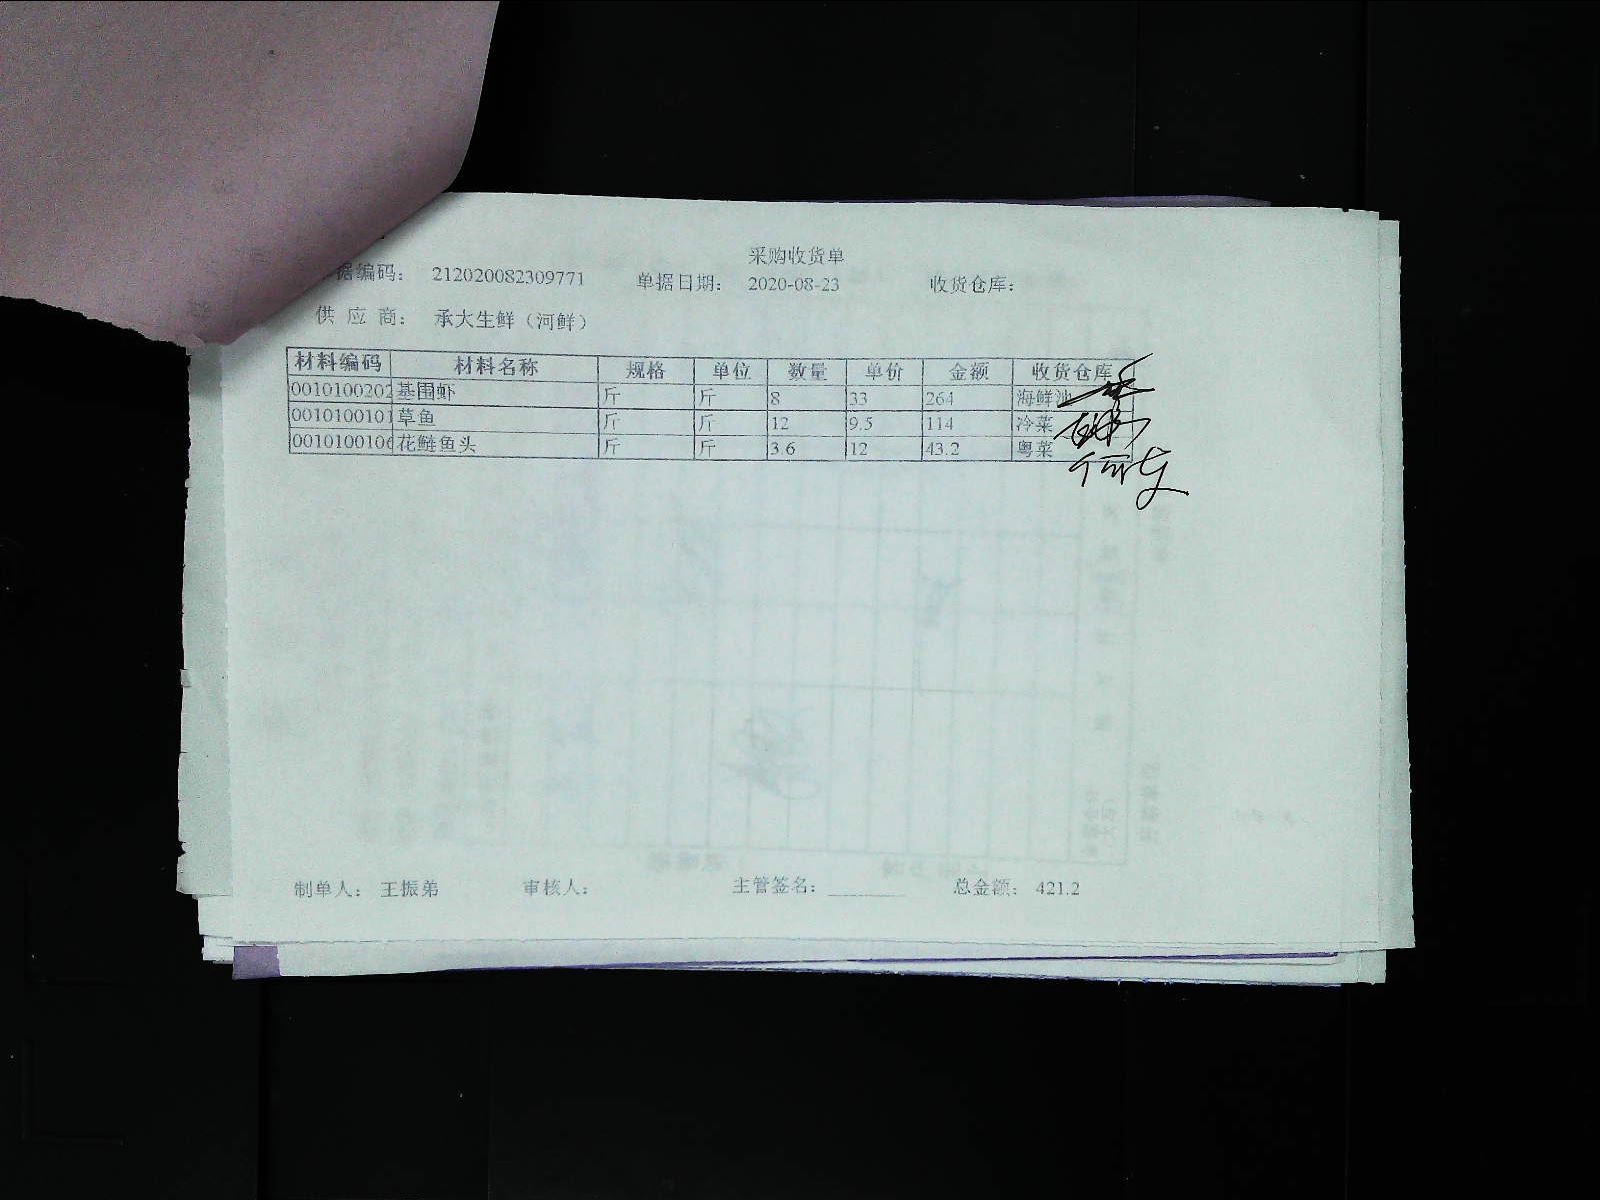 采购收货单
据编码： 212020082309771 单据日期： 2020-08-23 收货仓库：
供 应 商： 承大生鲜（河鲜）
材料编码 材料名称 规格 单位 数量 单价 金额 收货仓库
0010100202 基围虾 斤 斤 8 33 264 海鲜池
0010100101 草鱼 斤 斤 12 9.5 114 冷菜
0010100106 花鲢鱼头 斤 斤 3.6 12 43.2 粤菜
制单人： 王振弟 审核人： 主管签名： 总金额： 421.2